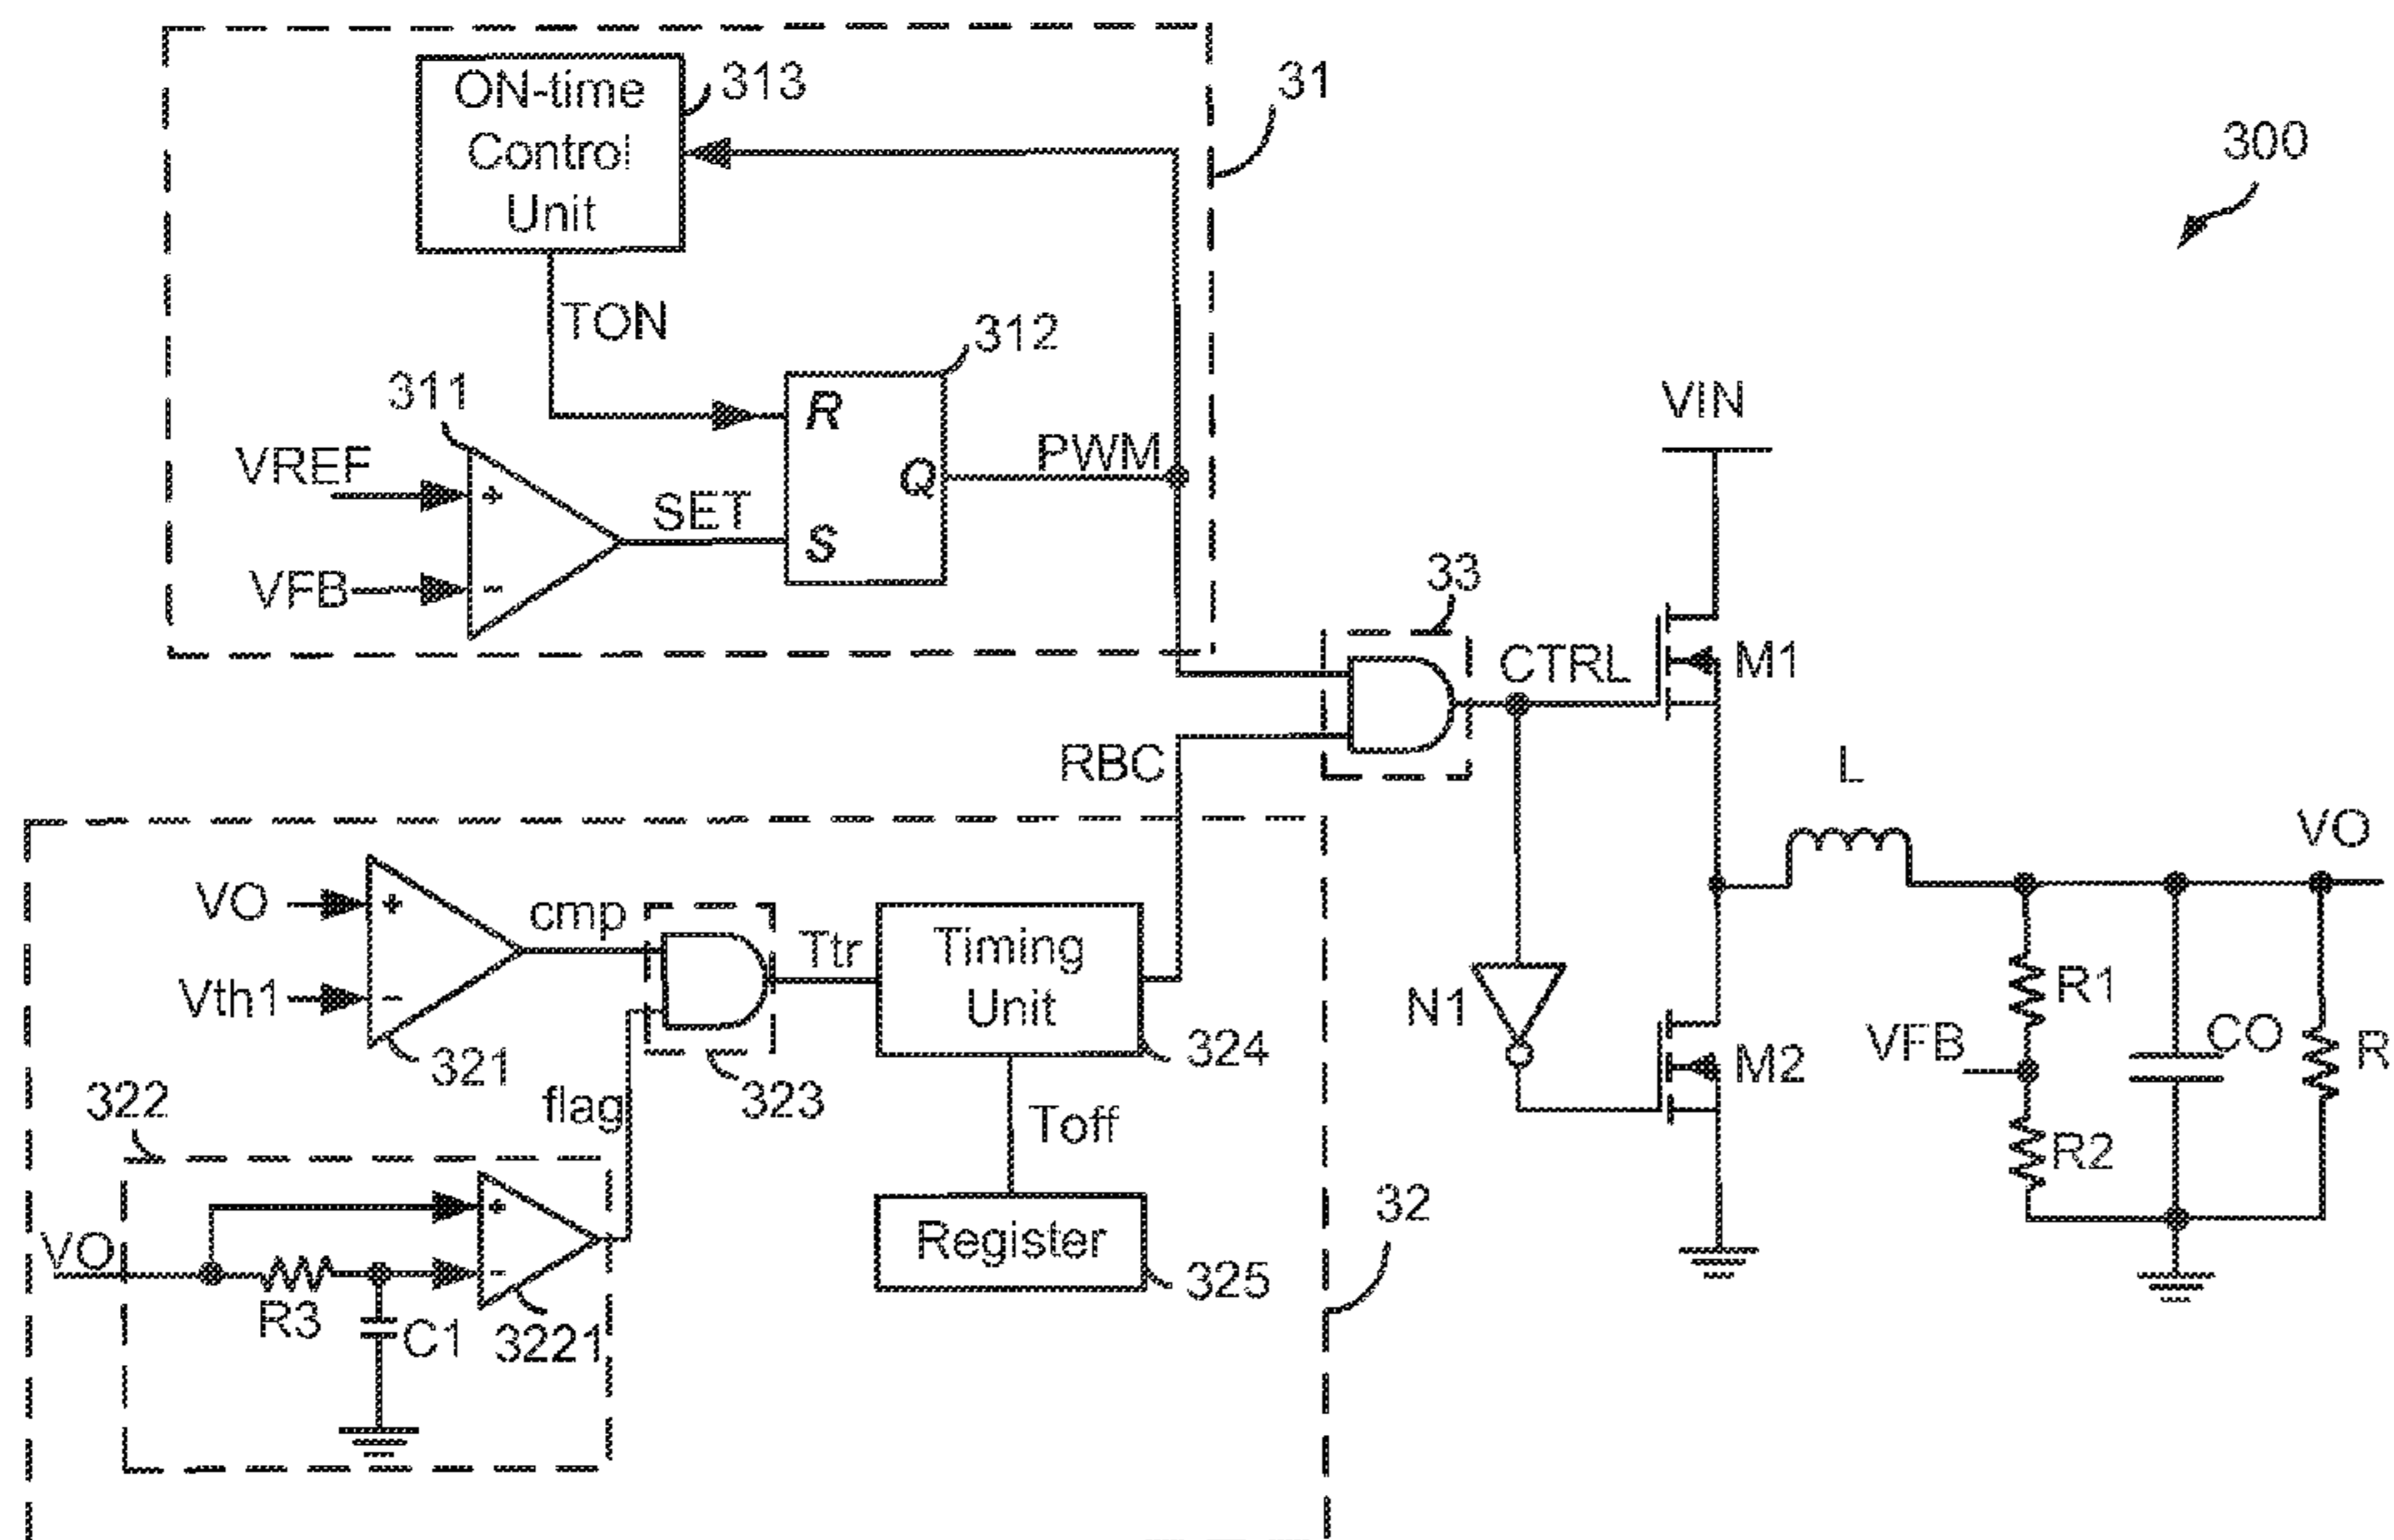 ON-time
Control
Unit
313
31
300
TON
312
311
R
VREF
+
SET
PWM
Q
VFB
-
S
VIN
33
CTRL
M1
RBC
L
VO
VO
+
cmp
Ttr
Timing
Unit
Vth1
-
N1
R1
321
323
324
VFB
CO
R
M2
322
flag
Toff
R2
+
Register
32
VO
-
325
R3
C1
3221